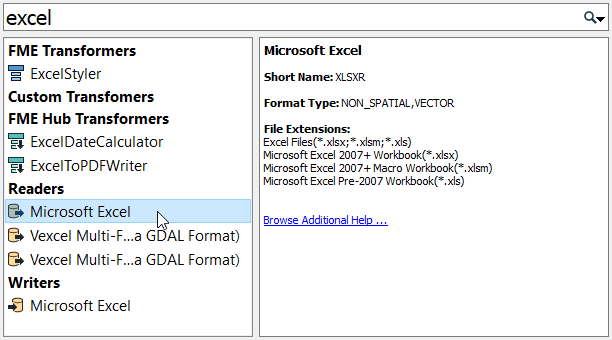 excel
FME Transformers
ExcelStyler
Custom Transfomers
FME Hub Transformers
ExcelDateCalculator
ExcelToPDFWriter
Readers
Microsoft Excel
Vexcel Multi-F...a GDAL Format)
Vexcel Multi-F...a GDAL Format)
Writers
Microsoft Excel
Microsoft Excel
Short Name: XLSXR
Format Type: NON_SPATIAL,VECTOR
File Extensions:
Excel Files(*.xlsx;*.xlsm;*.xls)
Microsoft Excel 2007+ Workbook(*.xlsx)
Microsoft Excel 2007+ Macro Workbook(*.xlsm)
Microsoft Excel Pre-2007 Workbook(*.xls)
Browse Additional Help ...